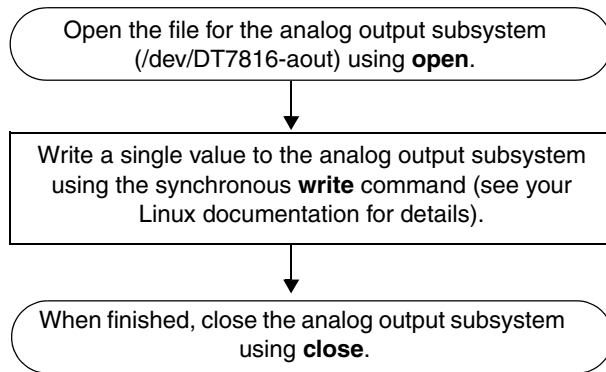 Open the file for the analog output subsystem
(/dev/DT7816-aout) using open.
Write a single value to the analog output subsystem
using the synchronous write command (see your
Linux documentation for details).
When finished, close the analog output subsystem
using close.